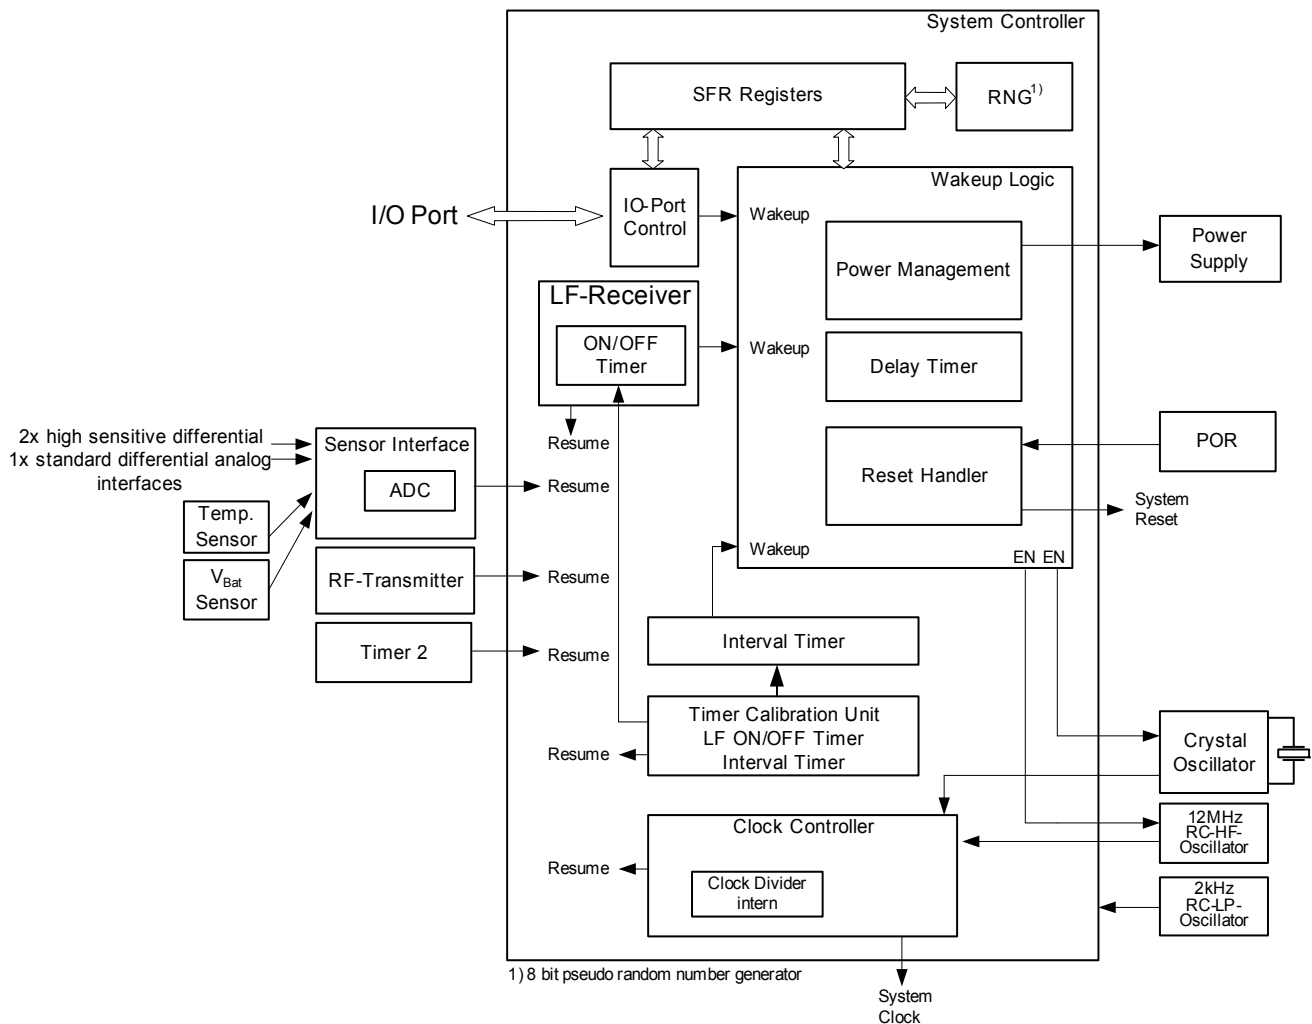 System Controller
SFR Registers
RNG1)
I/O Port
IO-Port
Control
Wakeup
Wakeup Logic
Power Management
Power
Supply
LF-Receiver
ON/OFF
Timer
Wakeup
Delay Timer
Resume
2x high sensitive differential
1x standard differential analog
interfaces
Sensor Interface
ADC
Resume
Reset Handler
POR
System
Reset
Temp.
Sensor
VBat
Sensor
RF-Transmitter
Resume
Wakeup
EN EN
Timer 2
Resume
Interval Timer
Timer Calibration Unit
LF ON/OFF Timer
Interval Timer
Resume
Crystal
Oscillator
Clock Controller
Resume
Clock Divider
intern
12MHz
RC-HF-
Oscillator
2kHz
RC-LP-
Oscillator
1) 8 bit pseudo random number generator
System
Clock